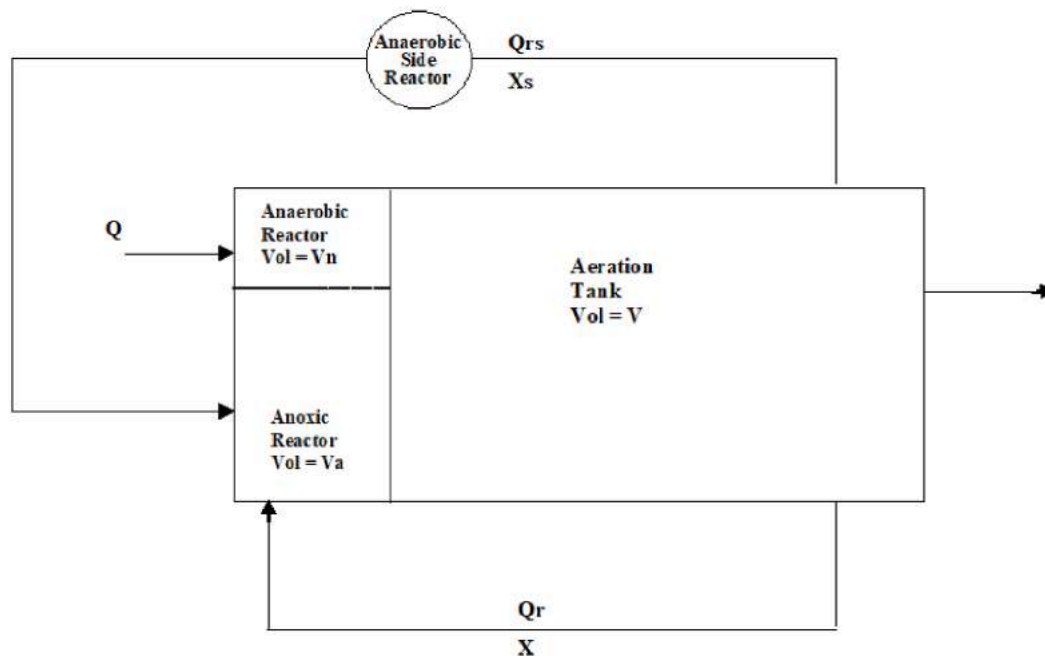 Anaerobic
Side
Reactor
Qrs
Xs
Q
Anaerobic
Reactor
Vol = Vn
Aeration
Tank
Vol = V
Anoxic
Reactor
Vol = Va
Qr
X